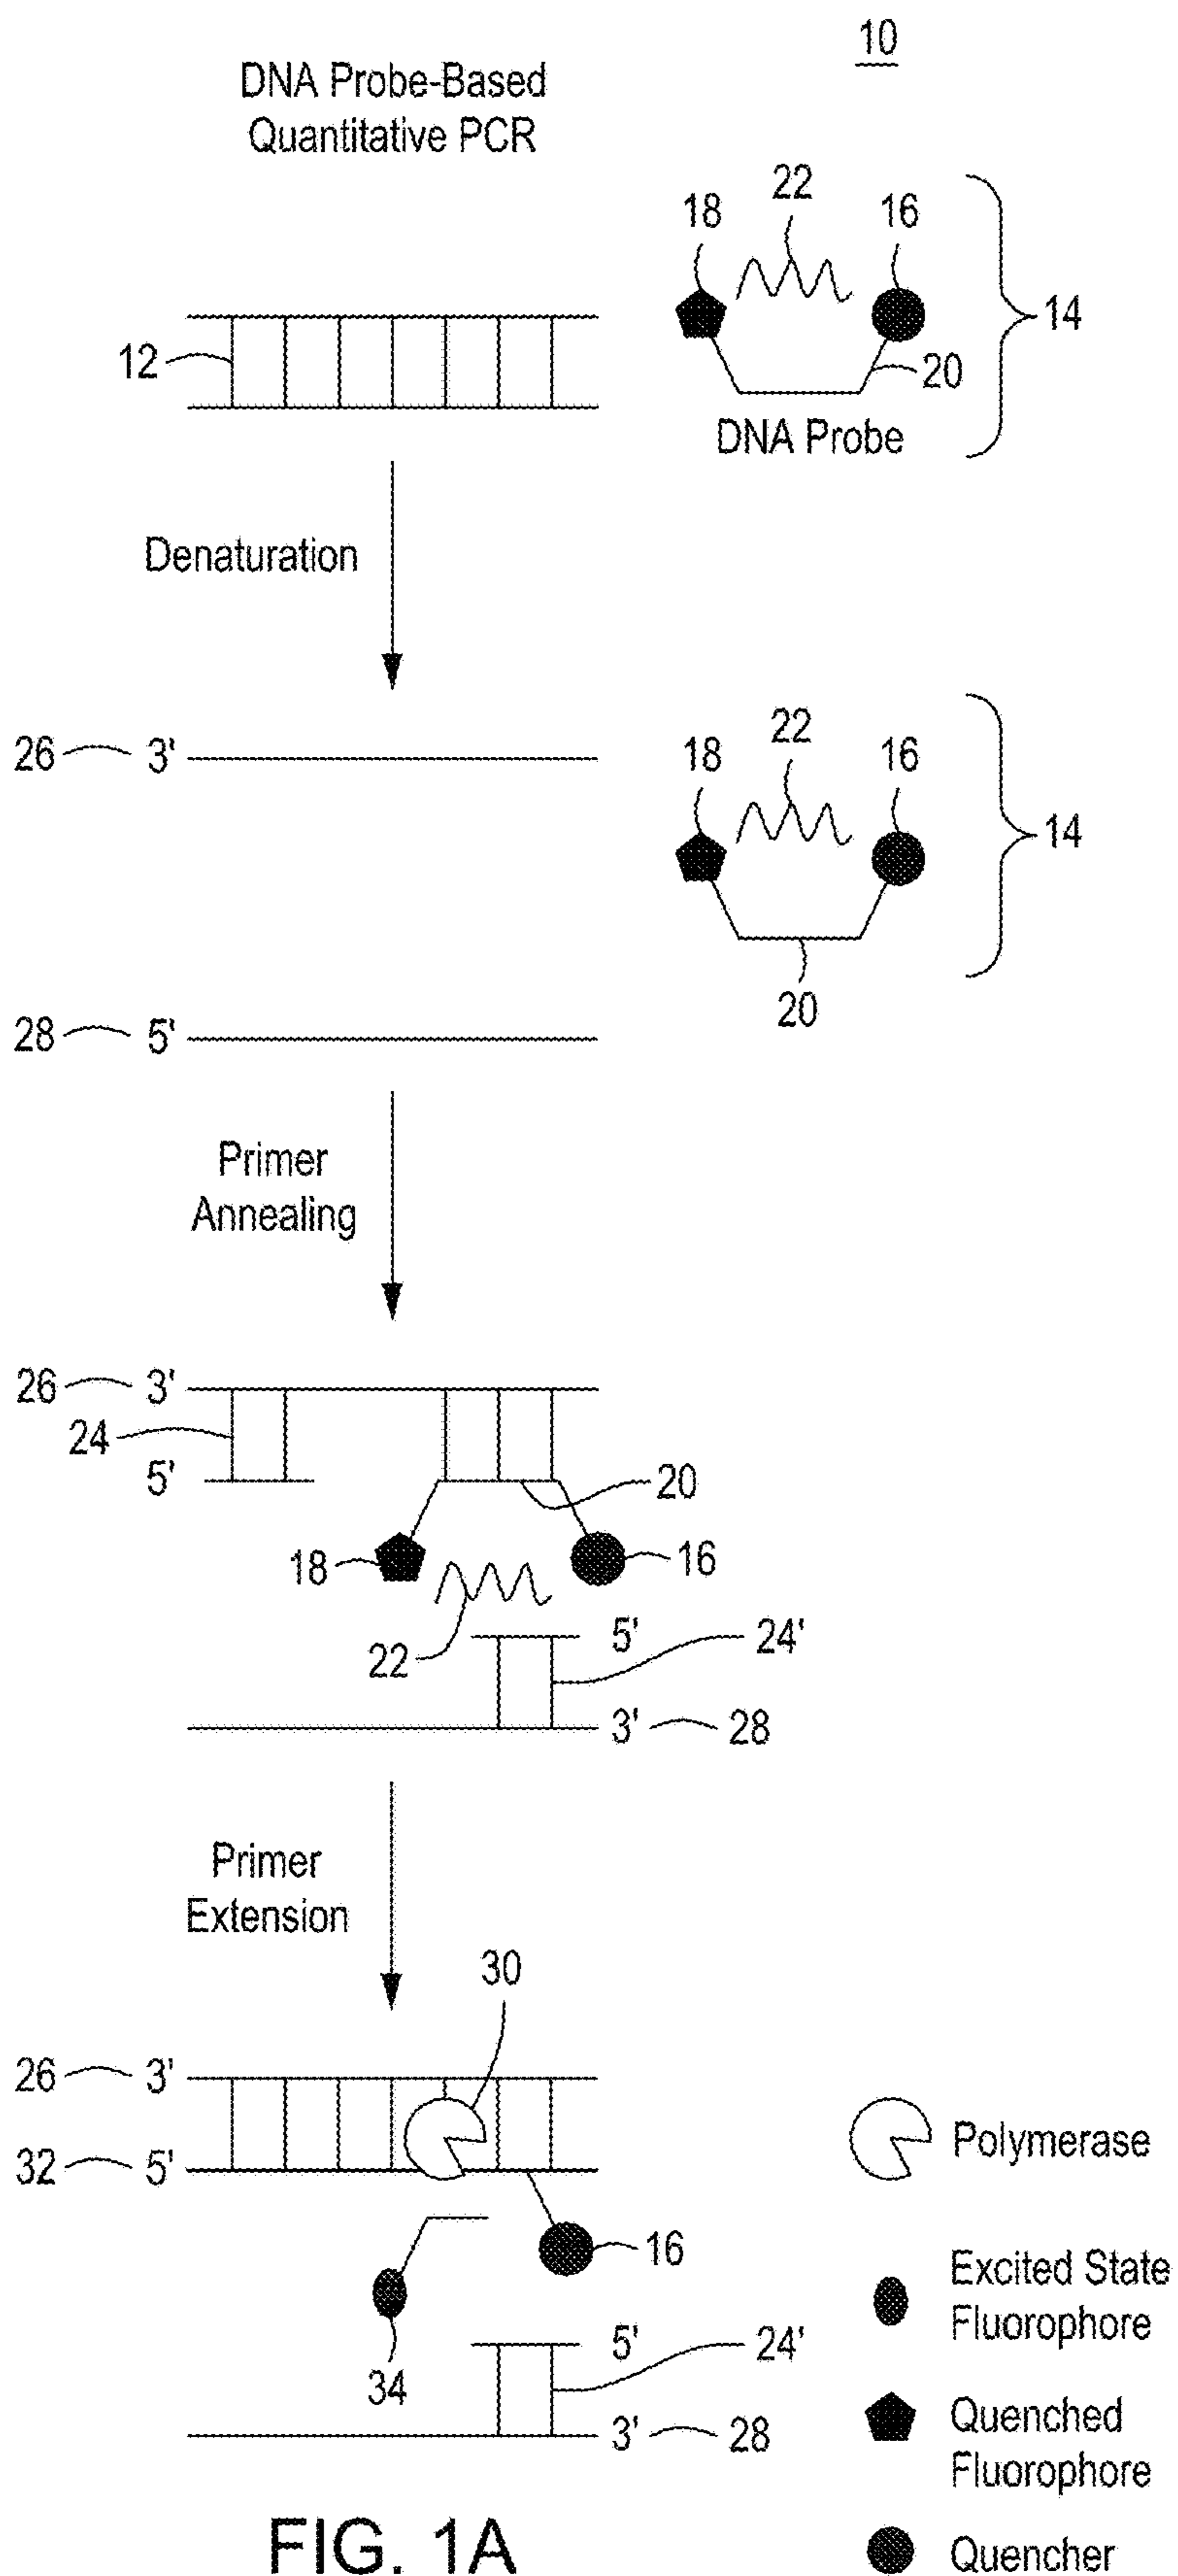 10
DNA Probe-Based
Quantitative PCR
22
18
16
14
12
20
DNA Probe
Denaturation
22
18
16
26
3'
14
20
28
5'
Primer
Annealing
26
3'
24
5'
20
18
16
22
5'
24'
3'
28
Primer
Extension
30
26
3'
32
5'
Polymerase
16
Excited State
Fluorophore
34
5'
24'
3'
28
Quenched
Fluorophore
Quencher
FIG. 1A